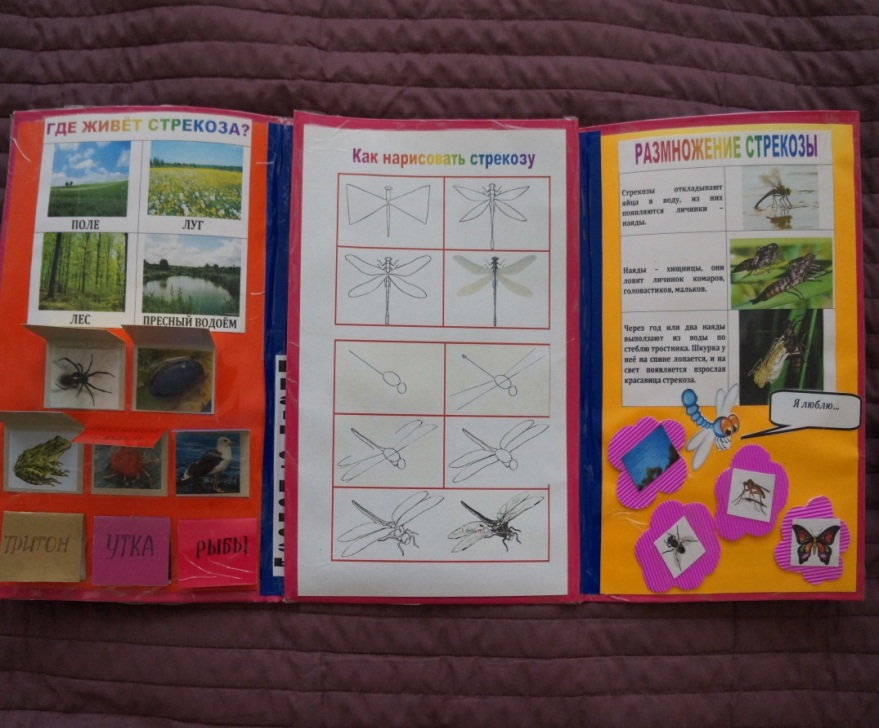 ГДЕ ЖИВЁТ СТРЕКОЗА?
ПОЛЕ
ЛУГ
ЛЕС
ПРЕСНЫЙ ВОДОЁМ
ТРИТОН
УТКА
РЫБЫ
Как нарисовать стрекозу
РАЗМНОЖЕНИЕ СТРЕКОЗЫ
Стрекозы откладывают
яйца в воду, из них
появляются личинки –
наяды.
Наяды – хищницы, они
ловят личинок комаров,
головастиков, мальков.
Через год или два наяды
выползают из воды по
стеблю тростника. Шкурка у
неё на спине лопается, и на
свет появляется взрослая
красавица стрекоза.
Я люблю...